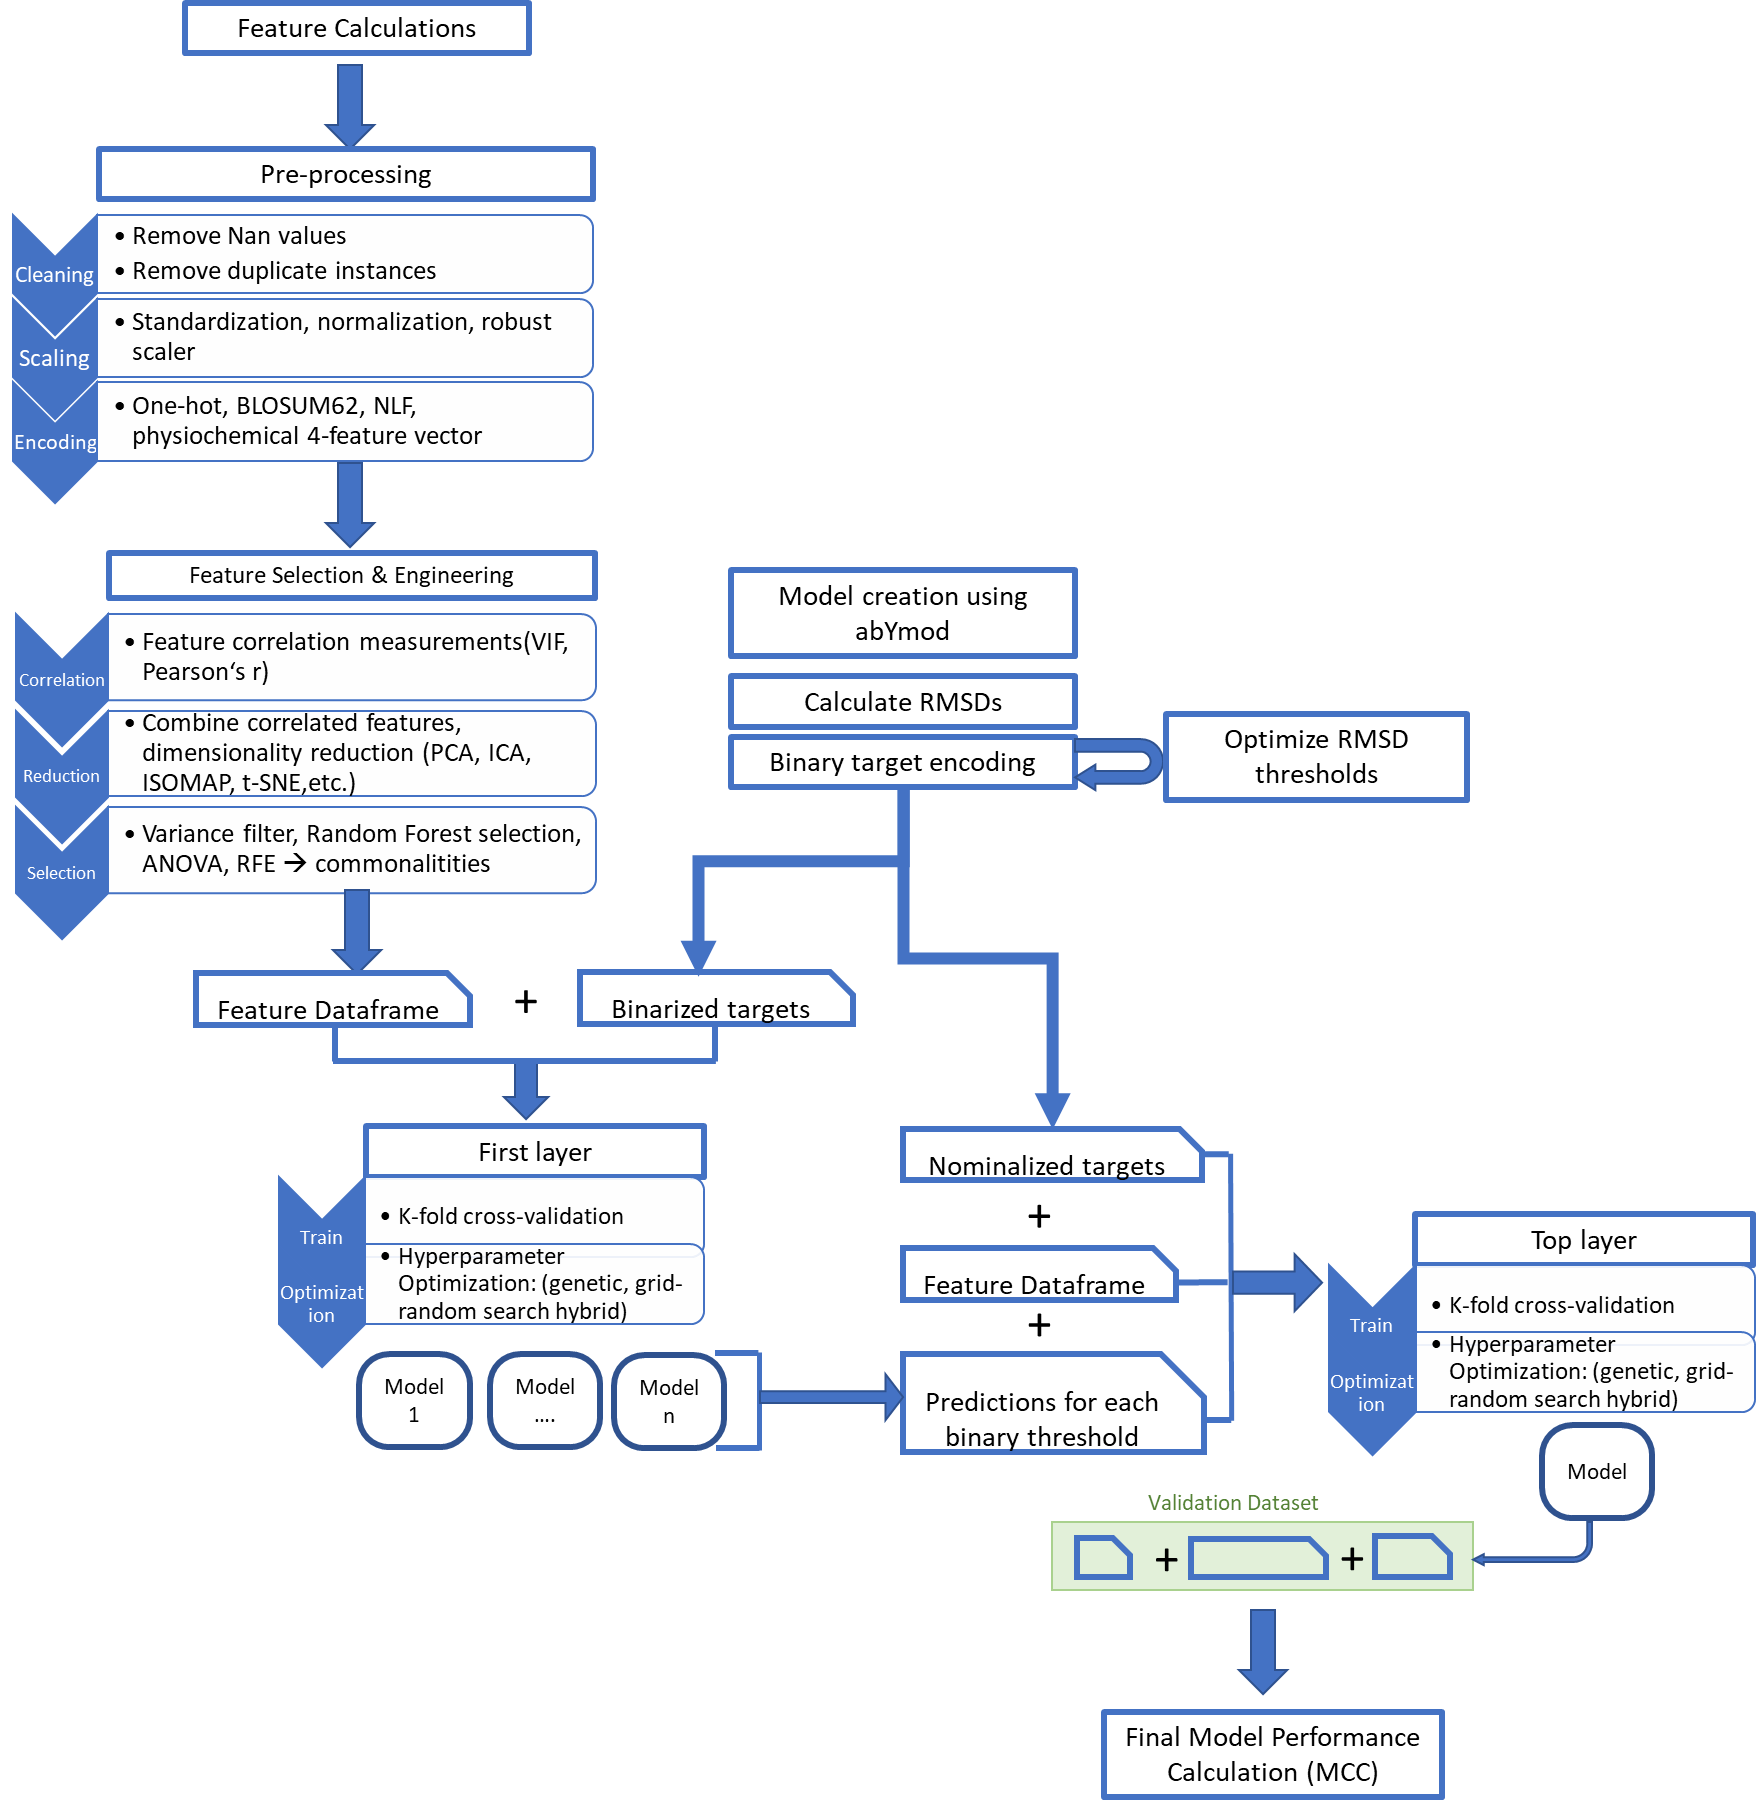 Feature Calculations
Pre-processing
Cleaning
• Remove Nan values
• Remove duplicate instances
Scaling
• Standardization, normalization, robust
scaler
Encoding
• One-hot, BLOSUM62, NLF,
physiochemical 4-feature vector
Feature Selection & Engineering
Correlation
• Feature correlation measurements(VIF,
Pearson‘s r)
Reduction
• Combine correlated features,
dimensionality reduction (PCA, ICA,
ISOMAP, t-SNE,etc.)
Selection
• Variance filter, Random Forest selection,
ANOVA, RFE → commonalitities
Model creation using
abYmod
Calculate RMSDs
Binary target encoding
Optimize RMSD
thresholds
Feature Dataframe
+
Binarized targets
First layer
Train
• K-fold cross-validation
Optimizat
ion
• Hyperparameter
Optimization: (genetic, grid-
random search hybrid)
Model
1
Model
....
Model
n
Nominalized targets
+
Feature Dataframe
+
Predictions for each
binary threshold
Top layer
Train
• K-fold cross-validation
Optimizat
ion
• Hyperparameter
Optimization: (genetic, grid-
random search hybrid)
Model
Validation Dataset
+ +
Final Model Performance
Calculation (MCC)